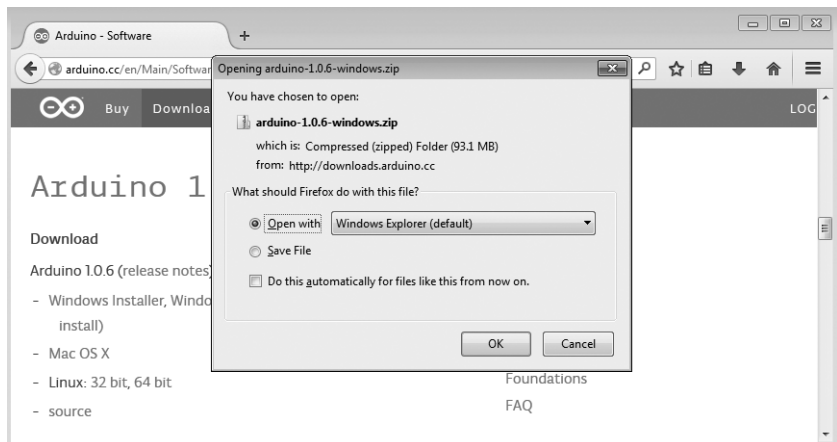 Arduino - Software
arduino.cc/en/Main/Softwar
Opening arduino-1.0.6-windows.zip
Buy Downloa
LOG
You have chosen to open:
arduino-1.0.6-windows.zip
which is: Compressed (zipped) Folder (93.1 MB)
from: http://downloads.arduino.cc
What should Firefox do with this file?
Open with Windows Explorer (default)
Save File
Do this automatically for files like this from now on.
OK Cancel
Arduino 1
Download
Arduino 1.0.6 (release notes)
- Windows Installer, Windo
install)
- Mac OS X
- Linux: 32 bit, 64 bit
- source
Foundations
FAQ